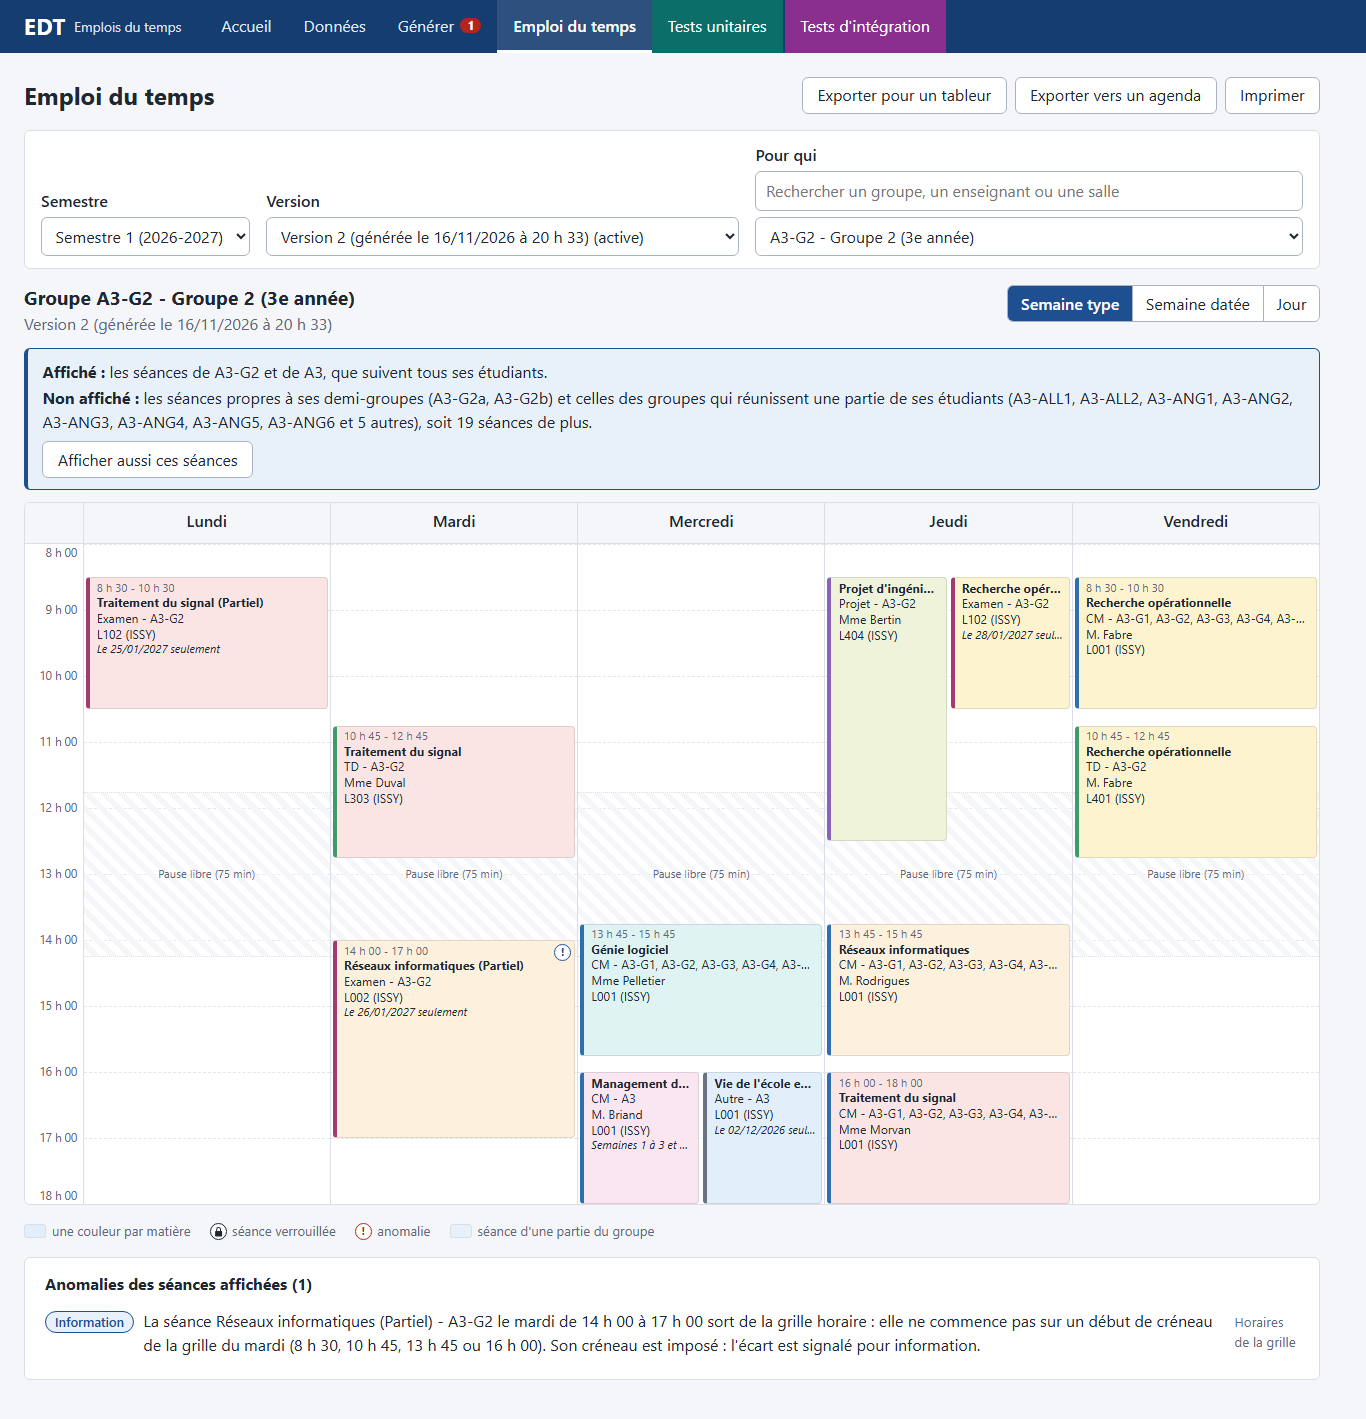 EDT Emplois du temps
Accueil
Données
Générer 1
Emploi du temps
Tests unitaires
Tests d'intégration
Emploi du temps
Exporter pour un tableur
Exporter vers un agenda
Imprimer
Pour qui
Rechercher un groupe, un enseignant ou une salle
Semestre
Version
Semestre 1 (2026-2027)
Version 2 (générée le 16/11/2026 à 20 h 33) (active)
A3-G2 - Groupe 2 (3e année)
Groupe A3-G2 - Groupe 2 (3e année)
Version 2 (générée le 16/11/2026 à 20 h 33)
Semaine type
Semaine datée
Jour
Affiché : les séances de A3-G2 et de A3, que suivent tous ses étudiants.
Non affiché : les séances propres à ses demi-groupes (A3-G2a, A3-G2b) et celles des groupes qui réunissent une partie de ses étudiants (A3-ALL1, A3-ALL2, A3-ANG1, A3-ANG2,
A3-ANG3, A3-ANG4, A3-ANG5, A3-ANG6 et 5 autres), soit 19 séances de plus.
Afficher aussi ces séances
Lundi
Mardi
Mercredi
Jeudi
Vendredi
8 h 00
9 h 00
10 h 00
11 h 00
12 h 00
13 h 00
14 h 00
15 h 00
16 h 00
17 h 00
18 h 00
8 h 30 - 10 h 30
Traitement du signal (Partiel)
Examen - A3-G2
L102 (ISSY)
Le 25/01/2027 seulement
Pause libre (75 min)
10 h 45 - 12 h 45
Traitement du signal
TD - A3-G2
Mme Duval
L303 (ISSY)
Pause libre (75 min)
14 h 00 - 17 h 00
!
Réseaux informatiques (Partiel)
Examen - A3-G2
L002 (ISSY)
Le 26/01/2027 seulement
Pause libre (75 min)
13 h 45 - 15 h 45
Génie logiciel
CM - A3-G1, A3-G2, A3-G3, A3-G4, A3-...
Mme Pelletier
L001 (ISSY)
Management d...
CM - A3
M. Briand
L001 (ISSY)
Semaines 1 à 3 et ...
Vie de l'école e...
Autre - A3
L001 (ISSY)
Le 02/12/2026 seul...
Projet d'ingéni...
Projet - A3-G2
Mme Bertin
L404 (ISSY)
Recherche opér...
Examen - A3-G2
L102 (ISSY)
Le 28/01/2027 seul...
Pause libre (75 min)
13 h 45 - 15 h 45
Réseaux informatiques
CM - A3-G1, A3-G2, A3-G3, A3-G4, A3-...
M. Rodrigues
L001 (ISSY)
16 h 00 - 18 h 00
Traitement du signal
CM - A3-G1, A3-G2, A3-G3, A3-G4, A3-...
Mme Morvan
L001 (ISSY)
8 h 30 - 10 h 30
Recherche opérationnelle
CM - A3-G1, A3-G2, A3-G3, A3-G4, A3-...
M. Fabre
L001 (ISSY)
10 h 45 - 12 h 45
Recherche opérationnelle
TD - A3-G2
M. Fabre
L401 (ISSY)
Pause libre (75 min)
une couleur par matière
séance verrouillée
! anomalie
séance d'une partie du groupe
Anomalies des séances affichées (1)
Information
La séance Réseaux informatiques (Partiel) - A3-G2 le mardi de 14 h 00 à 17 h 00 sort de la grille horaire : elle ne commence pas sur un début de créneau
de la grille du mardi (8 h 30, 10 h 45, 13 h 45 ou 16 h 00). Son créneau est imposé : l'écart est signalé pour information.
Horaires
de la grille